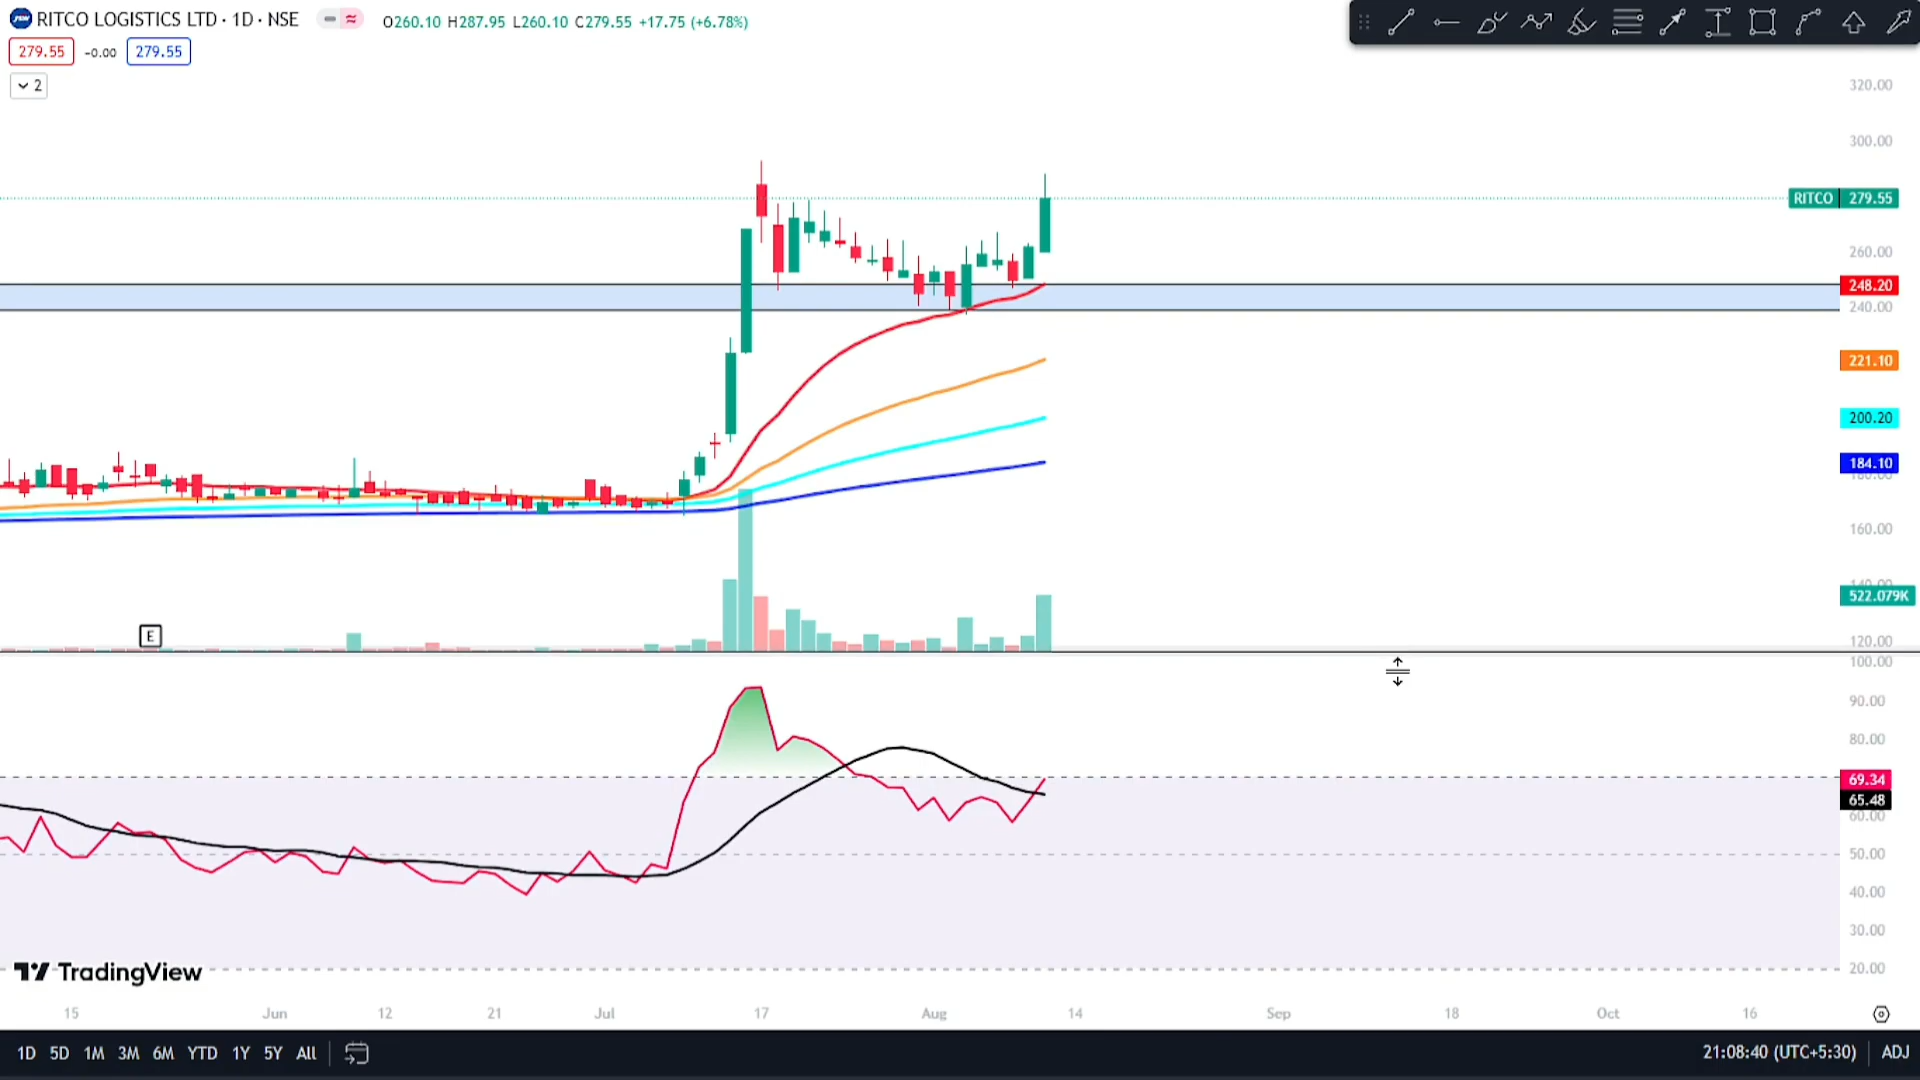 RITCO LOGISTICS LTD · 1D · NSE O260.10 H287.95 L260.10 C279.55 +17.75 (+6.78%)
279.55 -0.00 279.55
2
320.00
300.00
RITCO 279.55
260.00
248.20
240.00
221.10
200.20
184.10
180.00
160.00
140.00
522.079K
120.00
E
100.00
90.00
80.00
69.34
65.48
60.00
50.00
40.00
30.00
20.00
TradingView
15 Jun 12 21 Jul 17 Aug 14 Sep 18 Oct 16
1D 5D 1M 3M 6M YTD 1Y 5Y All 21:08:40 (UTC+5:30) ADJ